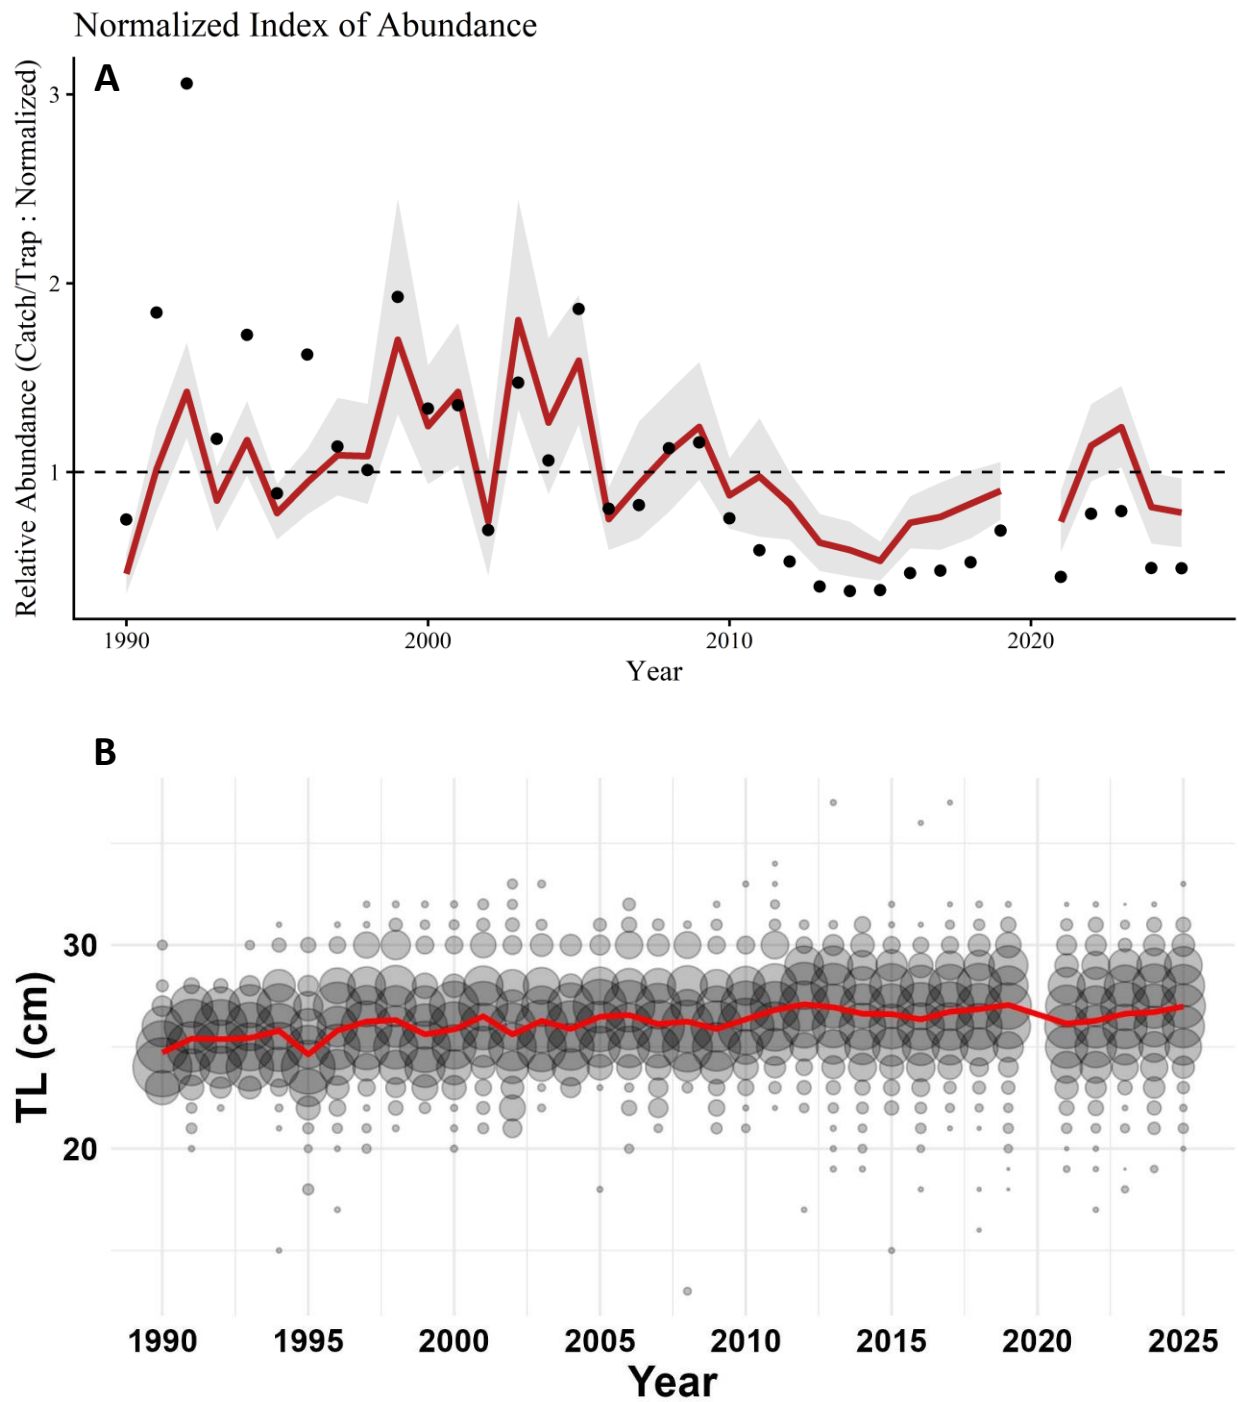 Normalized Index of Abundance
A
Relative Abundance (Catch/Trap : Normalized)
3
2
1
1990 2000 2010 2020
Year
B
TL (cm)
30
20
1990 1995 2000 2005 2010 2015 2020 2025
Year